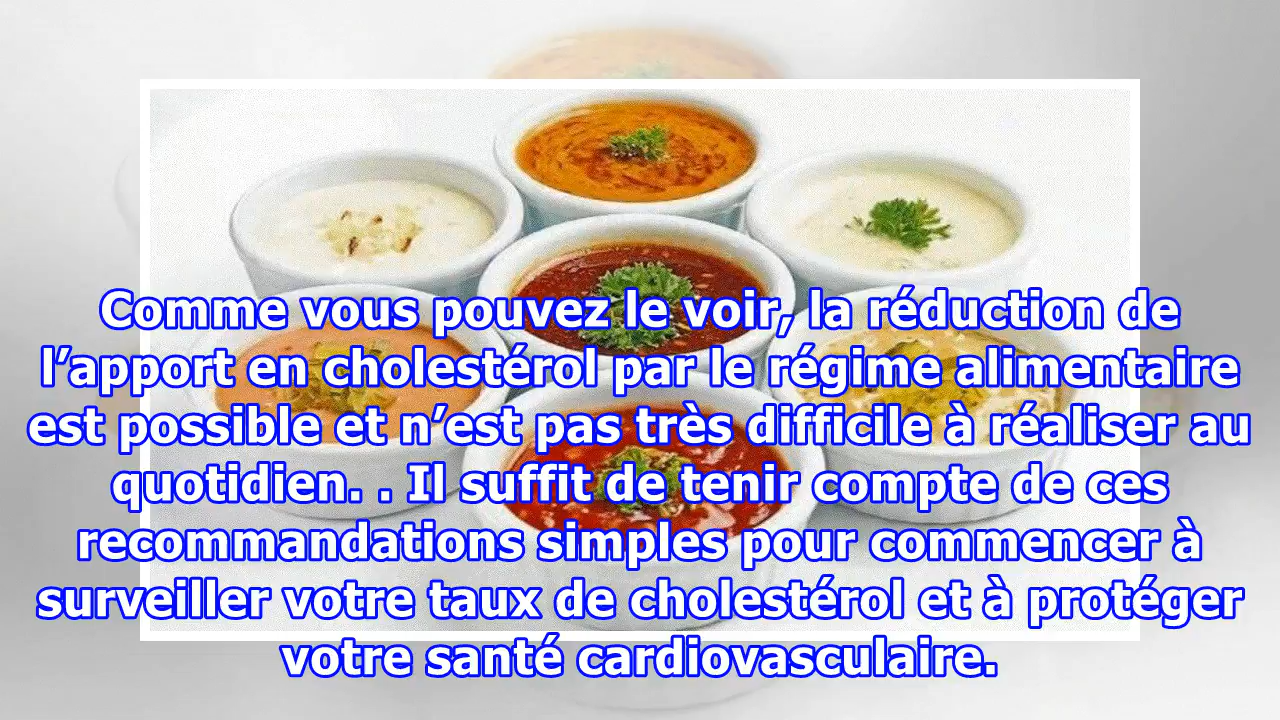 Comme vous pouvez le voir, la réduction de
l’apport en cholestérol par le régime alimentaire
est possible et n’est pas très difficile à réaliser au
quotidien. . Il suffit de tenir compte de ces
recommandations simples pour commencer à
surveiller votre taux de cholestérol et à protéger
votre santé cardiovasculaire.